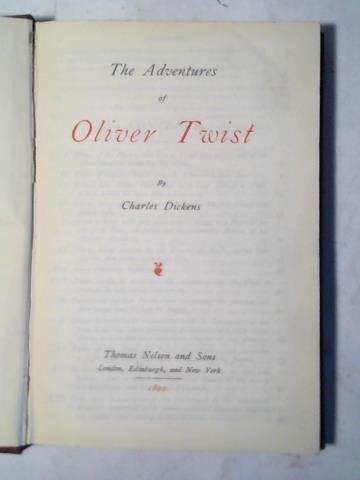 The Adventures
of
Oliver Twist
By
Charles Dickens
Thomas Nelson and Sons
London, Edinburgh, and New York